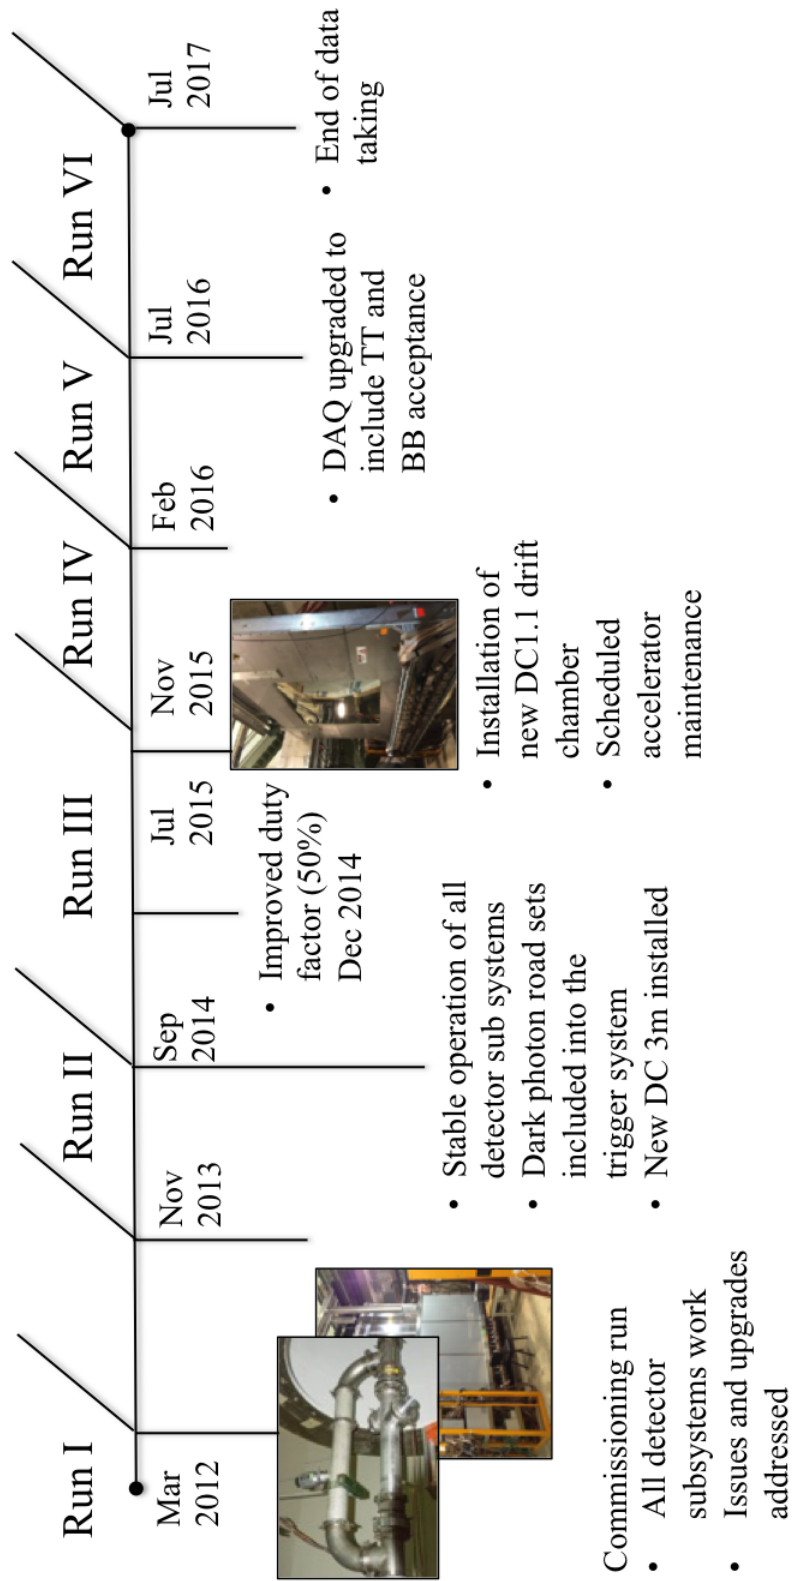 Run I
Run II
Run III
Run IV
Run V
Run VI
Mar
2012
Nov
2013
Sep
2014
Jul
2015
Nov
2015
Feb
2016
Jul
2016
Jul
2017
Commissioning run
• All detector
subsystems work
• Issues and upgrades
addressed
• Stable operation of all
detector sub systems
• Dark photon road sets
included into the
trigger system
• New DC 3m installed
• Improved duty
factor (50%)
Dec 2014
• Installation of
new DC1.1 drift
chamber
• Scheduled
accelerator
maintenance
• DAQ upgraded to
include TT and
BB acceptance
• End of data
taking